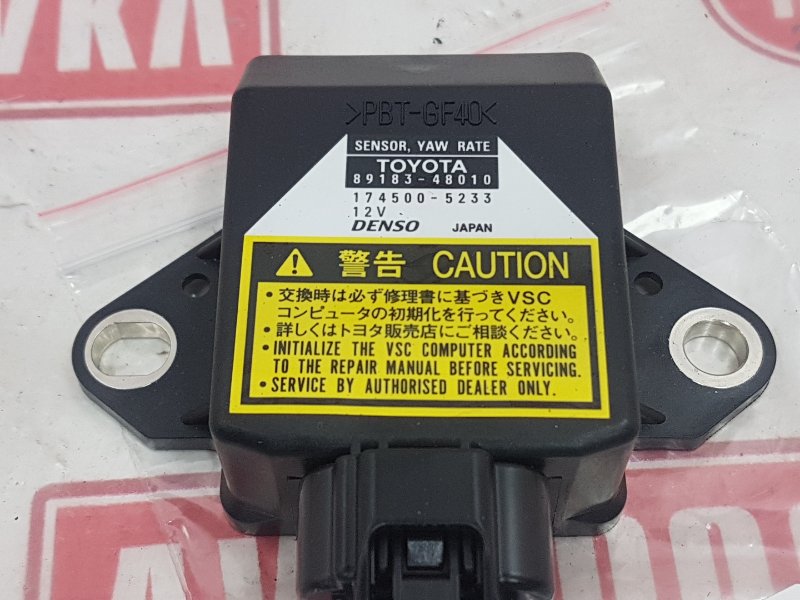 >PBT-GF40<
SENSOR, YAW RATE
TOYOTA
89183-48010
174500-5233
12V
DENSO JAPAN
警告 CAUTION
・交換時は必ず修理書に基づきVSC
コンピュータの初期化を行ってください。
・詳しくはトヨタ販売店にご相談ください。
・INITIALIZE THE VSC COMPUTER ACCORDING
TO THE REPAIR MANUAL BEFORE SERVICING.
・SERVICE BY AUTHORISED DEALER ONLY.